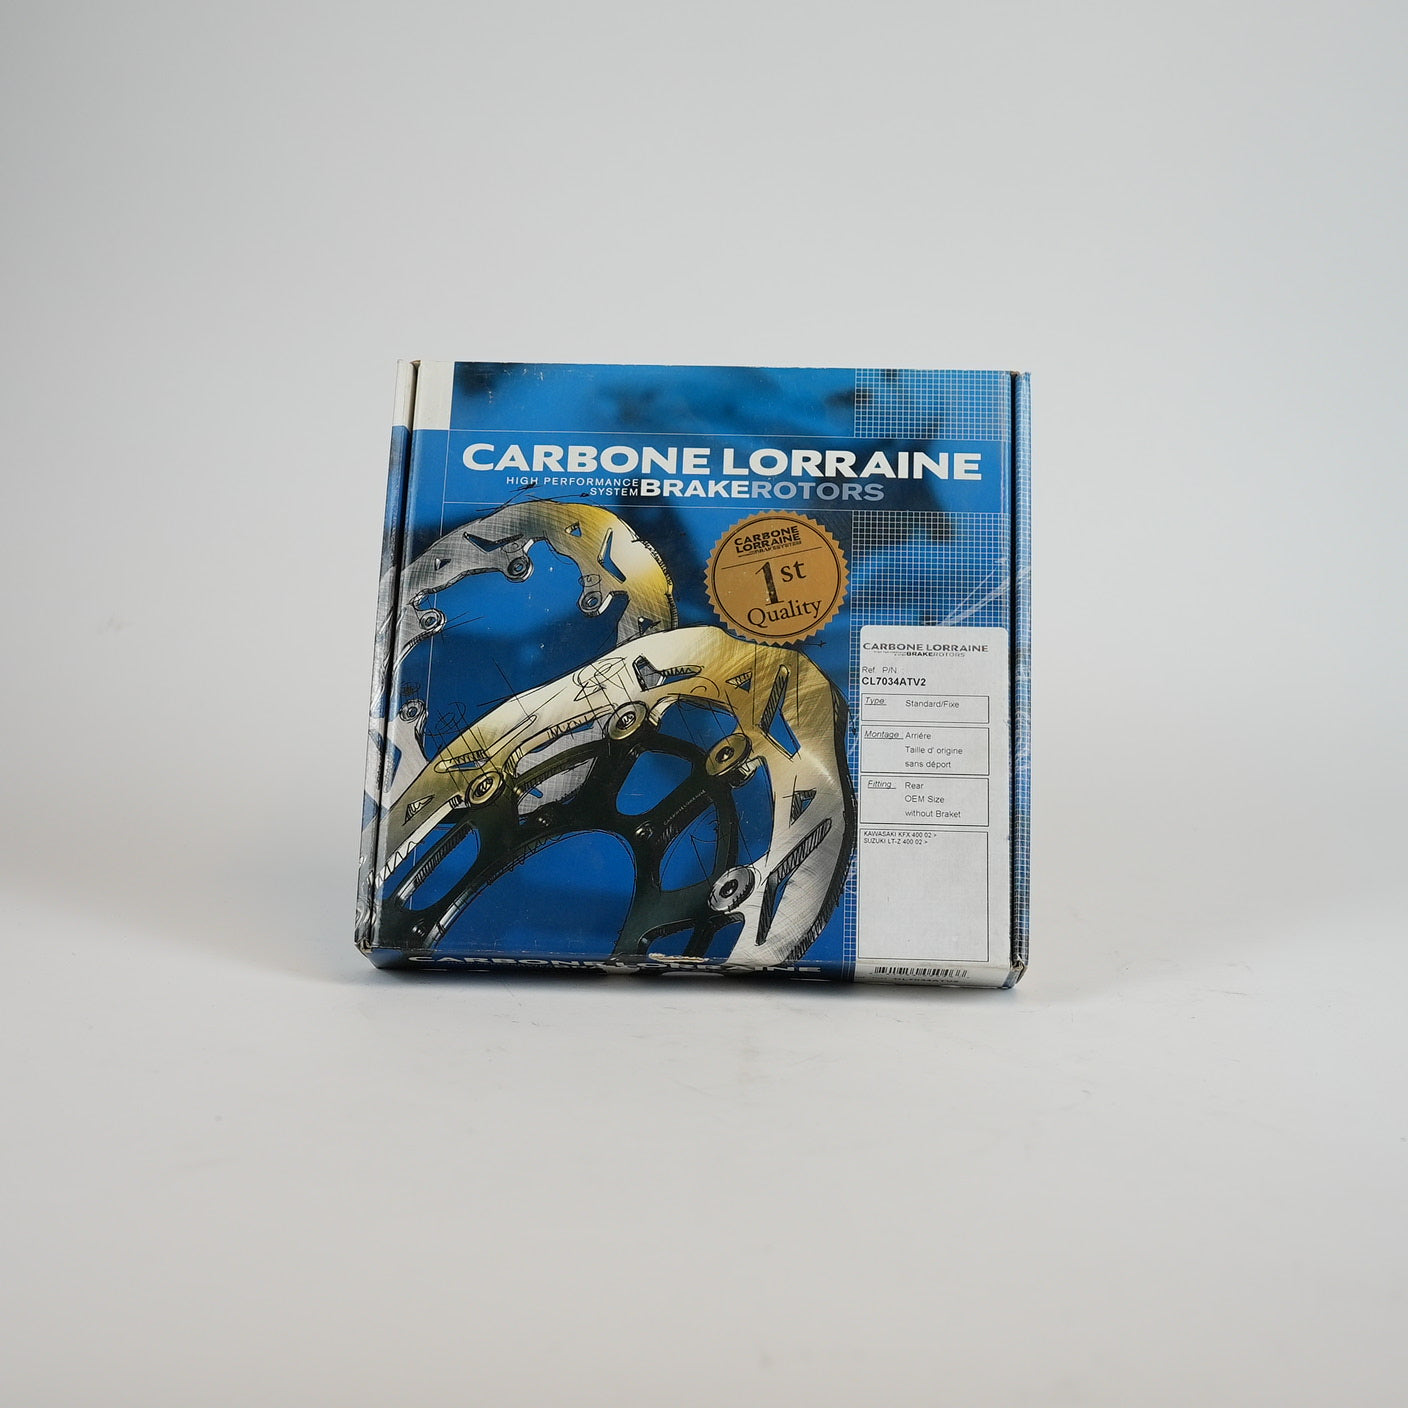 CARBONE LORRAINE
HIGH PERFORMANCE
SYSTEM BRAKEROTORS
CARBONE
LORRAINE
1st
Quality
CARBONE LORRAINE
BRAKEROTORS
Ref. P/N
CL7034ATV2
Type: Standard/Fixe
Montage Arrière
Taille d' origine
sans déport
Fitting Rear
OEM Size
without Braket
KAWASAKI KFX 400 02 >
SUZUKI LT-Z 400 02 >
CARBONE LORRAINE